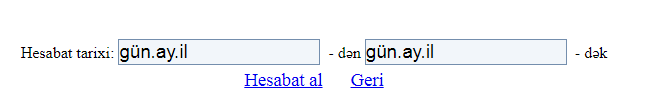 Hesabat tarixi: gün.ay.il - dən gün.ay.il - dək
Hesabat al Geri